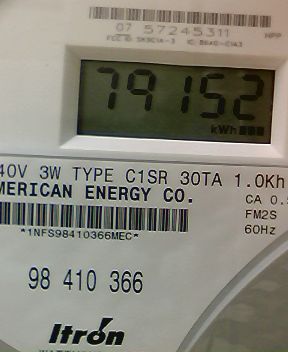 07 57245311
79152
kWh
40V 3W TYPE C1SR 30TA 1.0Kh
MERICAN ENERGY CO.
CA 0.
FM2S
60Hz
*1NFS98410366MEC*
98 410 366
Itron